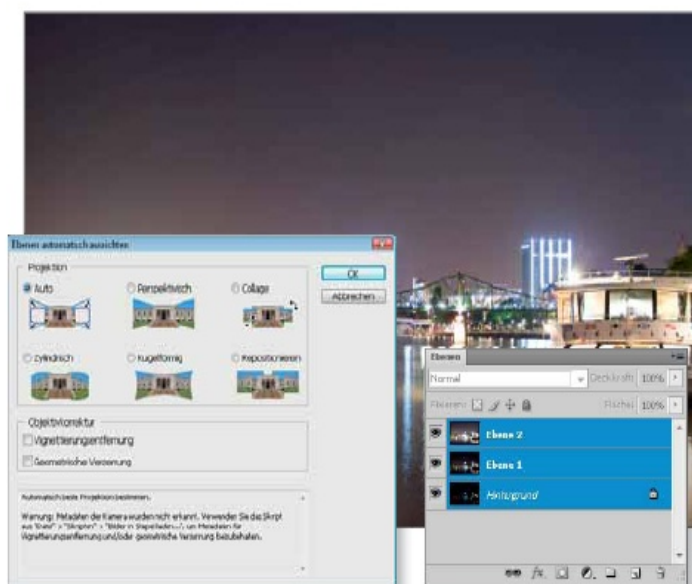 Ebenen automatisch ausrichten
Projektion
Auto
Perspektivisch
Collage
Zylindrisch
Kugelförmig
Repositionieren
OK
Abbrechen
Objektivkorrektur
Vignettierungsentfernung
Geometrische Verzerrung
Automatisch beste Projektion bestimmen.
Warnung: Metadaten der Kamera wurden nicht erkannt. Verwenden Sie das Skript
aus "Datei" > "Skripten" > "Bilder in Stapel laden...", um Metadaten für
Vignettierungsentfernung und/oder geometrische Verzerrung beizubehalten.
Ebenen
Normal
Deckkraft: 100%
Fixieren:
Fläche: 100%
Ebene 2
Ebene 1
Hintergrund
fx